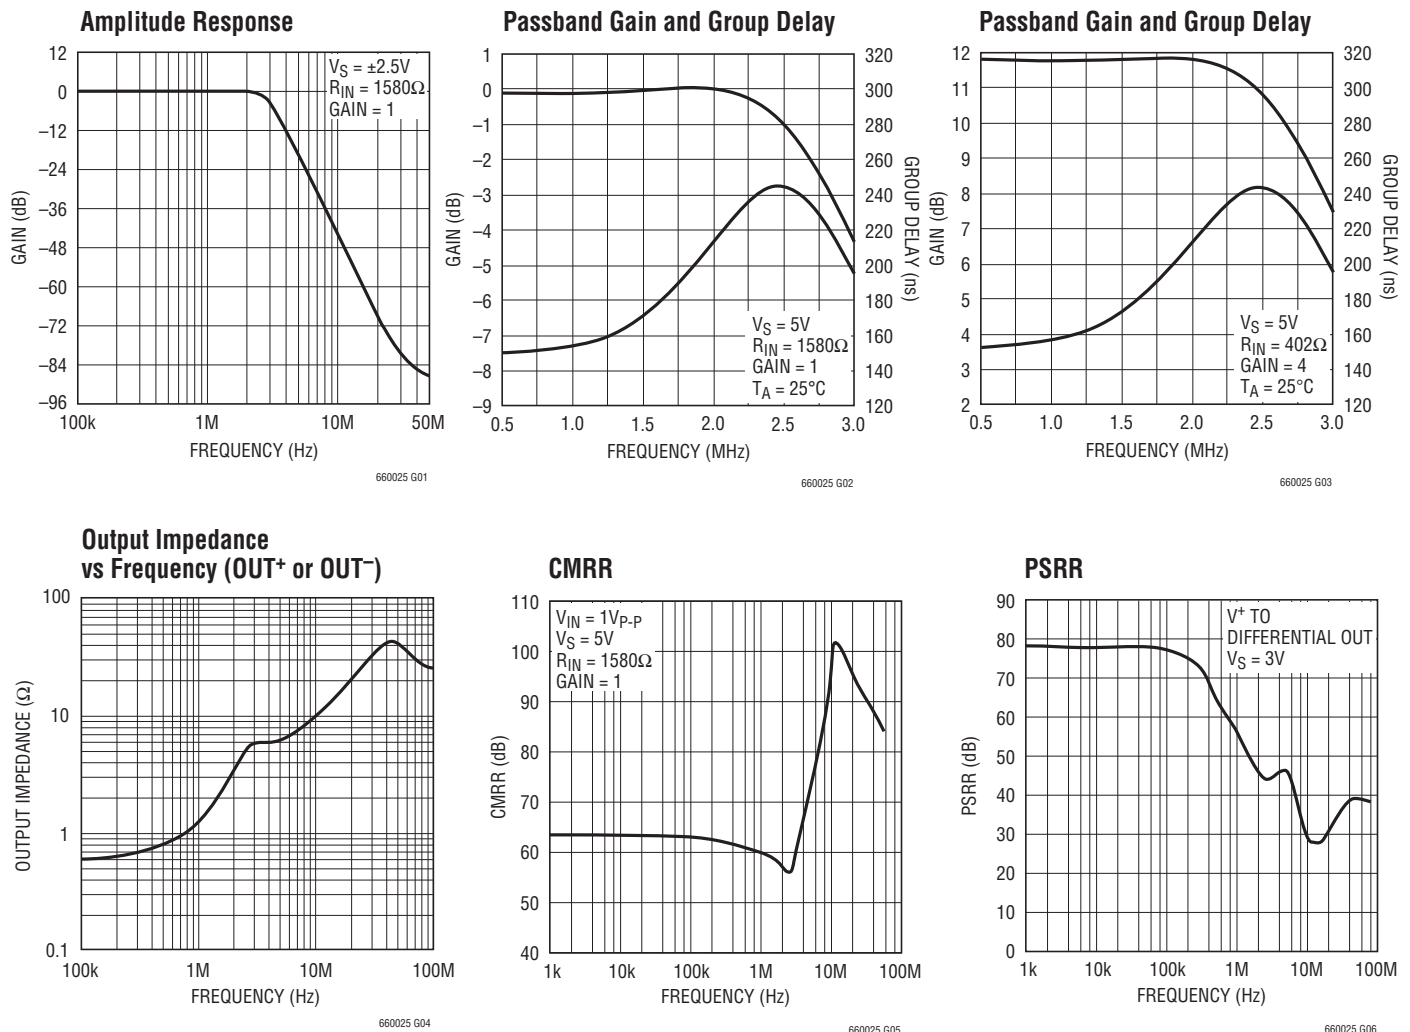 Amplitude Response
12
0
–12
–24
–36
–48
–60
–72
–84
–96
GAIN (dB)
VS = ±2.5V
RIN = 1580Ω
GAIN = 1
100k
1M
10M
50M
FREQUENCY (Hz)
660025 G01
Passband Gain and Group Delay
1
0
–1
–2
–3
–4
–5
–6
–7
–8
–9
GAIN (dB)
320
300
280
260
240
220
200
180
160
140
120
GROUP DELAY (ns)
VS = 5V
RIN = 1580Ω
GAIN = 1
TA = 25°C
0.5
1.0
1.5
2.0
2.5
3.0
FREQUENCY (MHz)
660025 G02
Passband Gain and Group Delay
12
11
10
9
8
7
6
5
4
3
2
GAIN (dB)
320
300
280
260
240
220
200
180
160
140
120
GROUP DELAY (ns)
VS = 5V
RIN = 402Ω
GAIN = 4
TA = 25°C
0.5
1.0
1.5
2.0
2.5
3.0
FREQUENCY (MHz)
660025 G03
Output Impedance
vs Frequency (OUT+ or OUT–)
100
10
1
0.1
OUTPUT IMPEDANCE (Ω)
100k
1M
10M
100M
FREQUENCY (Hz)
660025 G04
CMRR
110
100
90
80
70
60
50
40
CMRR (dB)
VIN = 1VP-P
VS = 5V
RIN = 1580Ω
GAIN = 1
1k
10k
100k
1M
10M
100M
FREQUENCY (Hz)
660025 G05
PSRR
90
80
70
60
50
40
30
20
10
0
PSRR (dB)
V+ TO
DIFFERENTIAL OUT
VS = 3V
1k
10k
100k
1M
10M
100M
FREQUENCY (Hz)
660025 G06